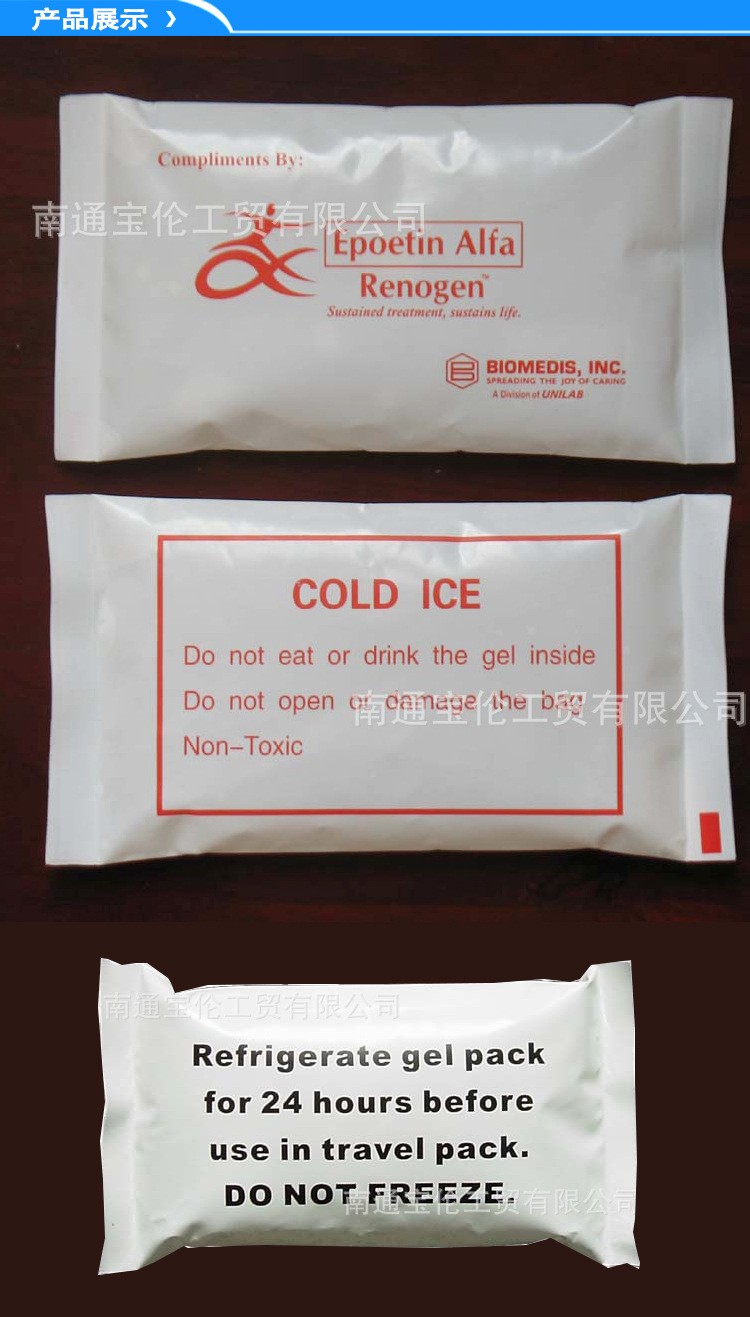 产品展示
Compliments By:
南通宝伦工贸有限公司
Epoetin Alfa
Renogen™
Sustained treatment, sustains life.
BIOMEDIS, INC.
SPREADING THE JOY OF CARING
A Division of UNILAB
COLD ICE
Do not eat or drink the gel inside
Do not open or damage the bag
南通宝伦工贸有限公司
Non-Toxic
南通宝伦工贸有限公司
Refrigerate gel pack
for 24 hours before
use in travel pack.
DO NOT FREEZE.
南通宝伦工贸有限公司